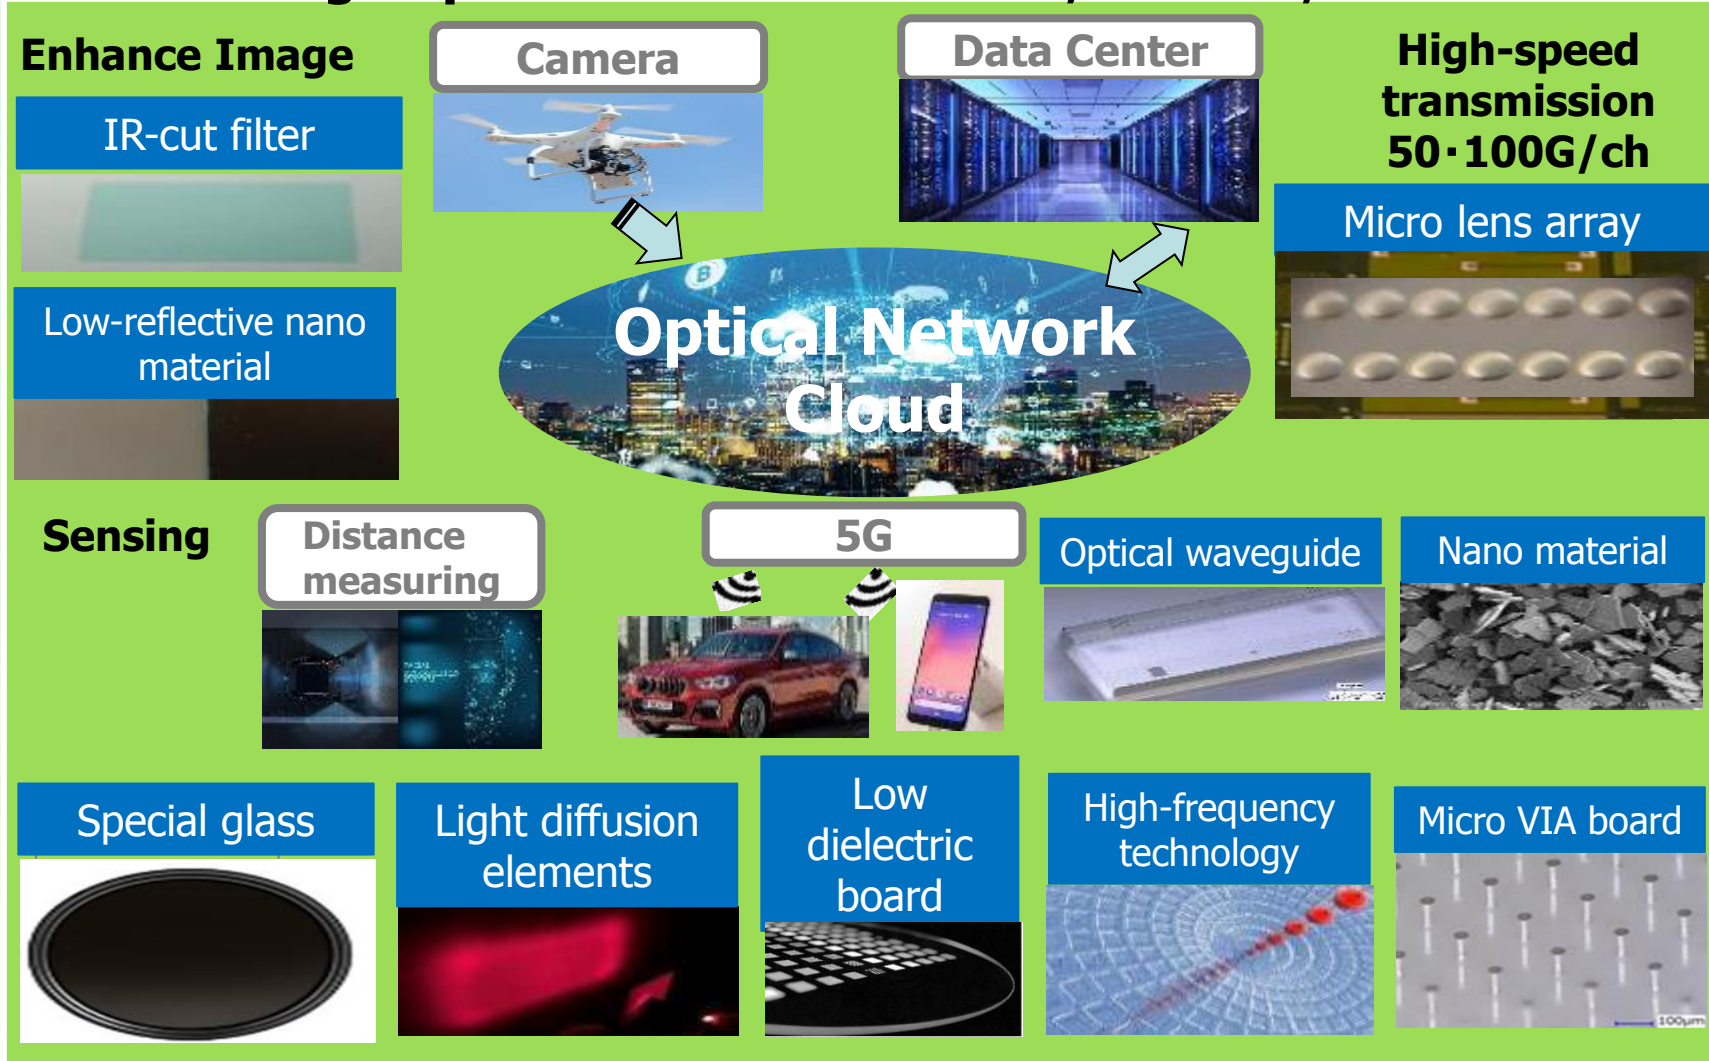 Enhance Image
Camera
Data Center
High-speed
transmission
50·100G/ch
IR-cut filter
Micro lens array
Low-reflective nano
material
Optical Network
Cloud
Sensing
Distance
measuring
5G
Optical waveguide
Nano material
Special glass
Light diffusion
elements
Low
dielectric
board
High-frequency
technology
Micro VIA board
100μm